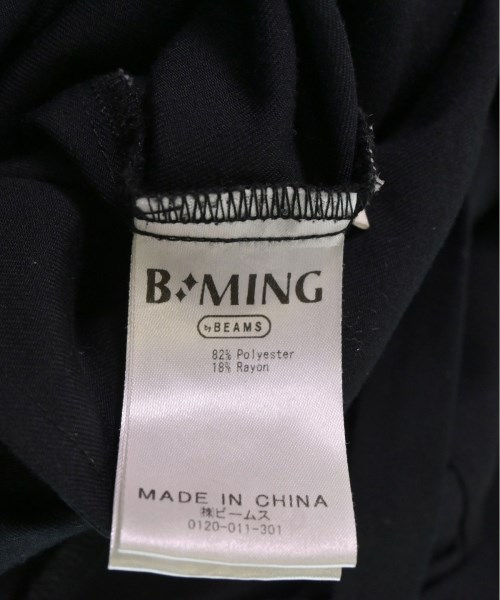 B:MING
by BEAMS
82% Polyester
18% Rayon
MADE IN CHINA
㈱ビームス
0120-011-301